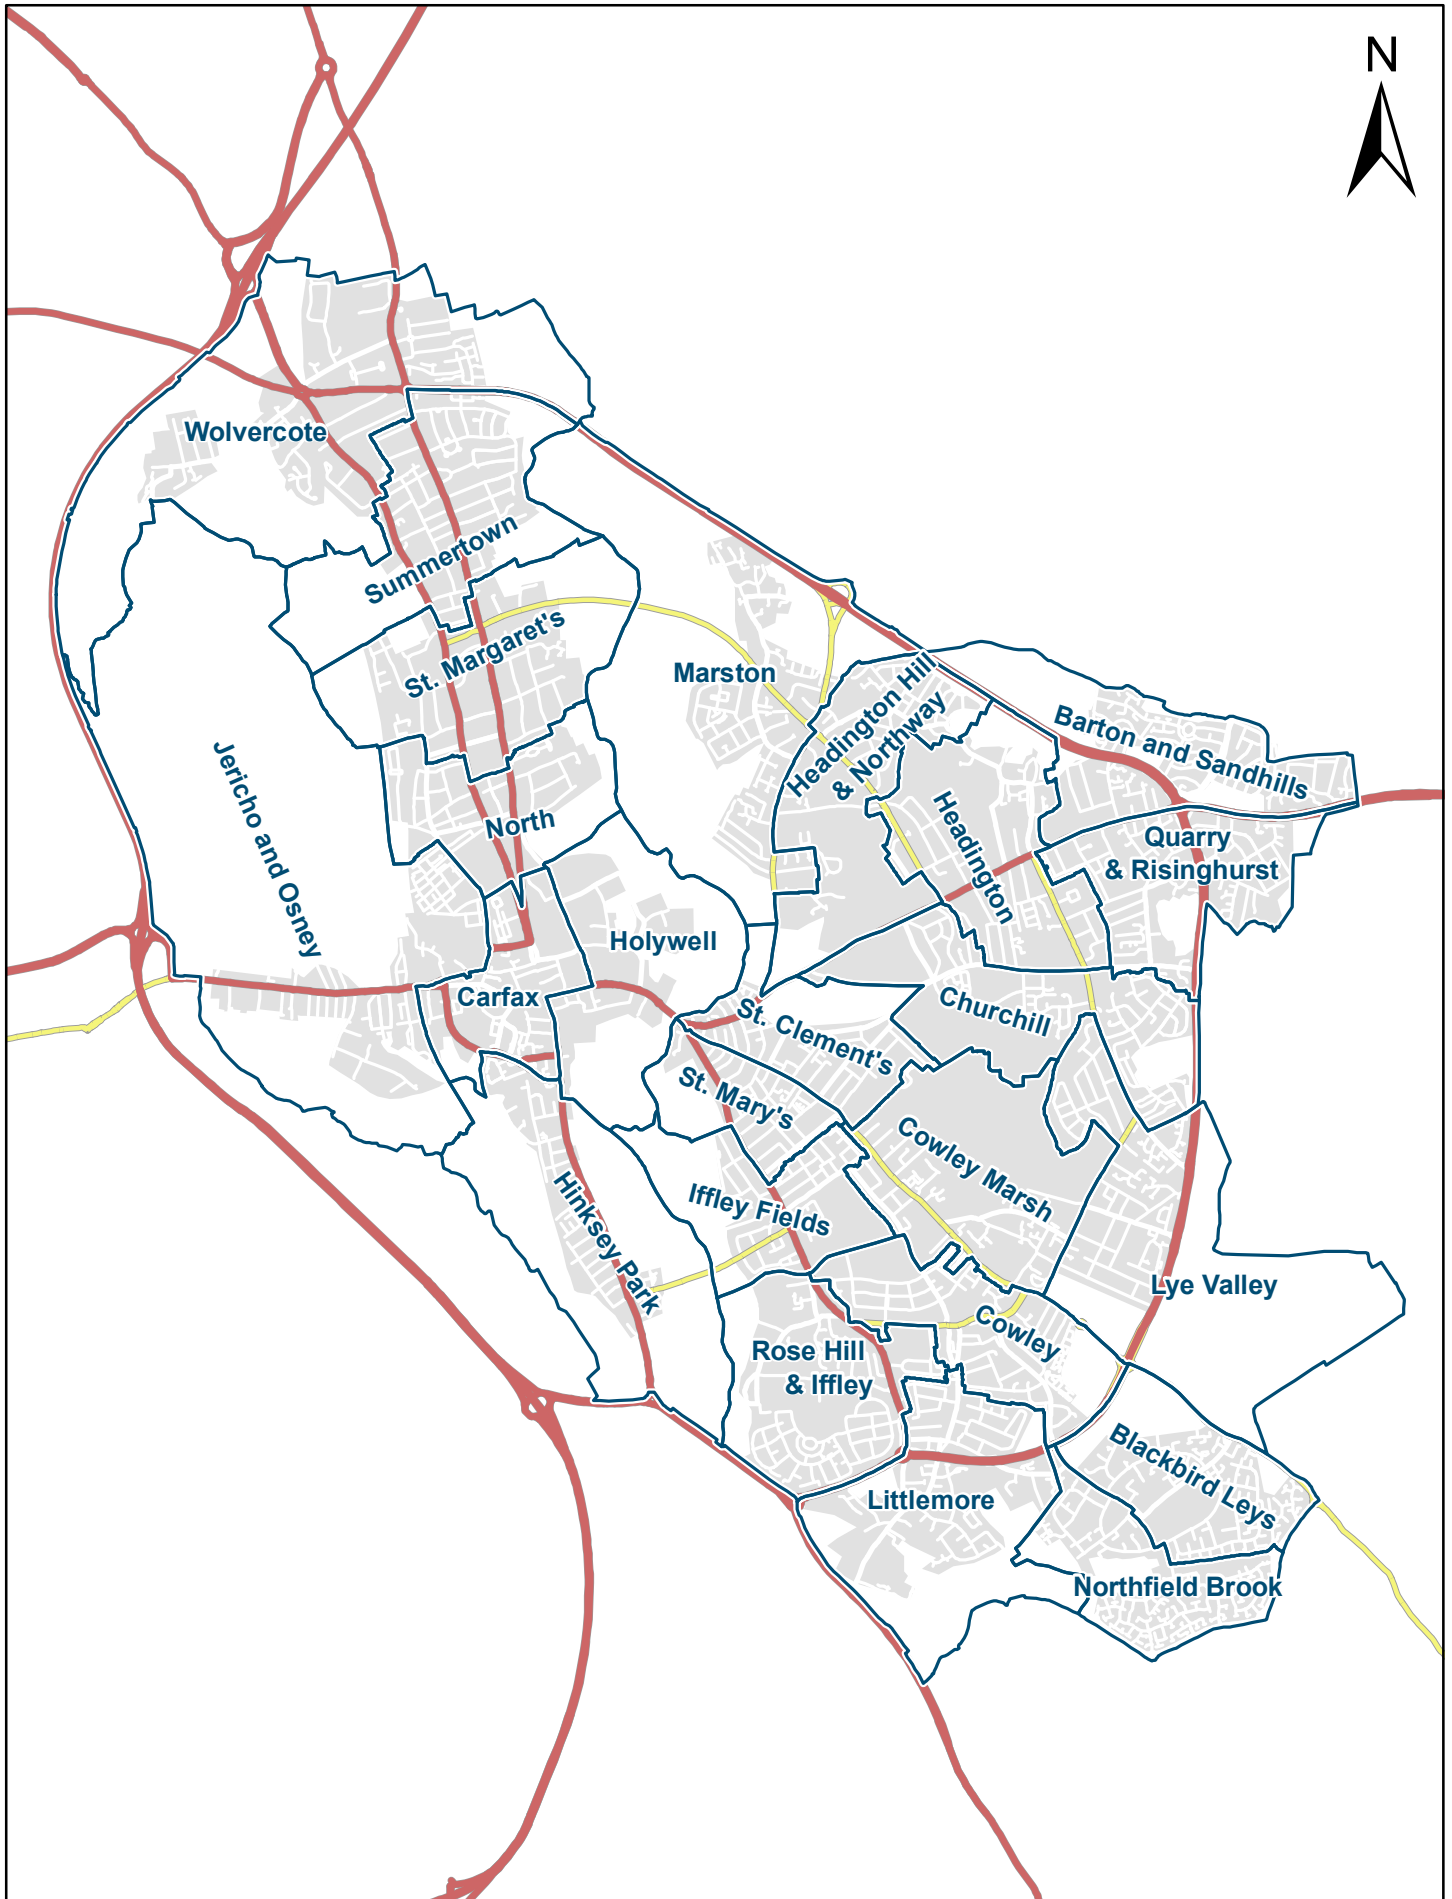 N
Wolvercote
Summertown
St. Margaret's
Marston
Headington Hill
& Northway
Barton and Sandhills
Jericho and Osney
North
Headington
Quarry
& Risinghurst
Holywell
Carfax
Churchill
St. Clement's
St. Mary's
Cowley Marsh
Hinksey Park
Iffley Fields
Lye Valley
Cowley
Rose Hill
& Iffley
Blackbird Leys
Littlemore
Northfield Brook